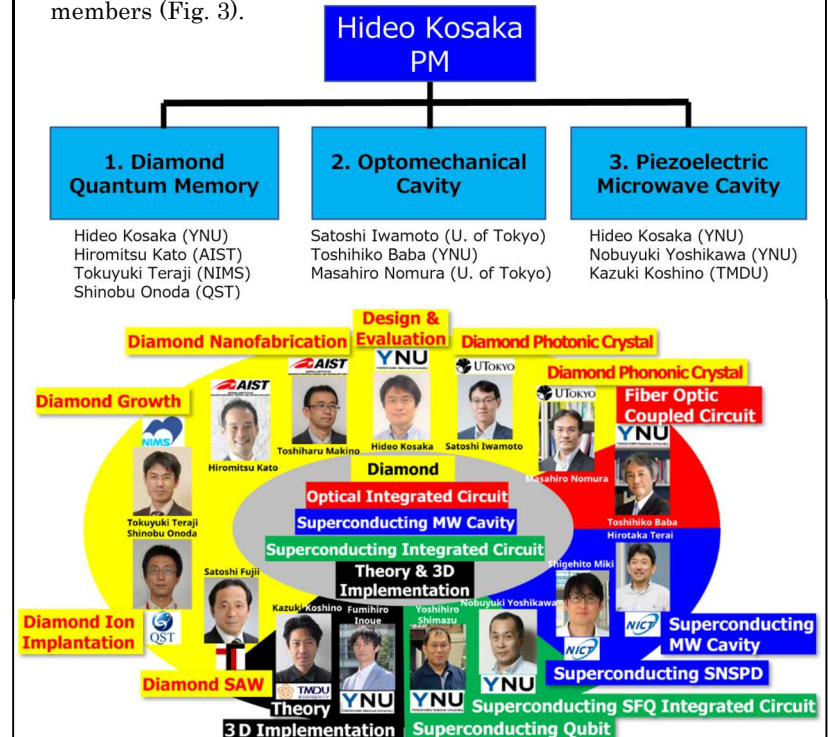 members (Fig. 3).
Hideo Kosaka
PM
1. Diamond
Quantum Memory
2. Optomechanical
Cavity
3. Piezoelectric
Microwave Cavity
Hideo Kosaka (YNU)
Hiromitsu Kato (AIST)
Tokuyuki Teraji (NIMS)
Shinobu Onoda (QST)
Satoshi Iwamoto (U. of Tokyo)
Toshihiko Baba (YNU)
Masahiro Nomura (U. of Tokyo)
Hideo Kosaka (YNU)
Nobuyuki Yoshikawa (YNU)
Kazuki Koshino (TMDU)
Design &
Evaluation
Diamond Nanofabrication
Diamond Photonic Crystal
YNU
AIST
UTOKYO
Diamond Phononic Crystal
Diamond Growth
AIST
UTOKYO
Fiber Optic
Coupled Circuit
NIMS
YNU
Hiromitsu Kato
Toshiharu Makino
Hideo Kosaka
Satoshi Iwamoto
Masahiro Nomura
Diamond
Optical Integrated Circuit
Superconducting MW Cavity
Superconducting Integrated Circuit
Theory & 3D
Implementation
Tokuyuki Teraji
Shinobu Onoda
Toshihiko Baba
Hirotaka Terai
Satoshi Fujii
Shigehito Miki
Kazuki Koshino
Fumihiro
Inoue
Yoshihiro
Shimazu
Nobuyuki Yoshikawa
Diamond Ion
Implantation
QST
NICT
Superconducting
MW Cavity
NICT
Superconducting SNSPD
Diamond SAW
TMDU
YNU
YNU
YNU
Theory
Superconducting SFQ Integrated Circuit
3D Implementation
Superconducting Qubit